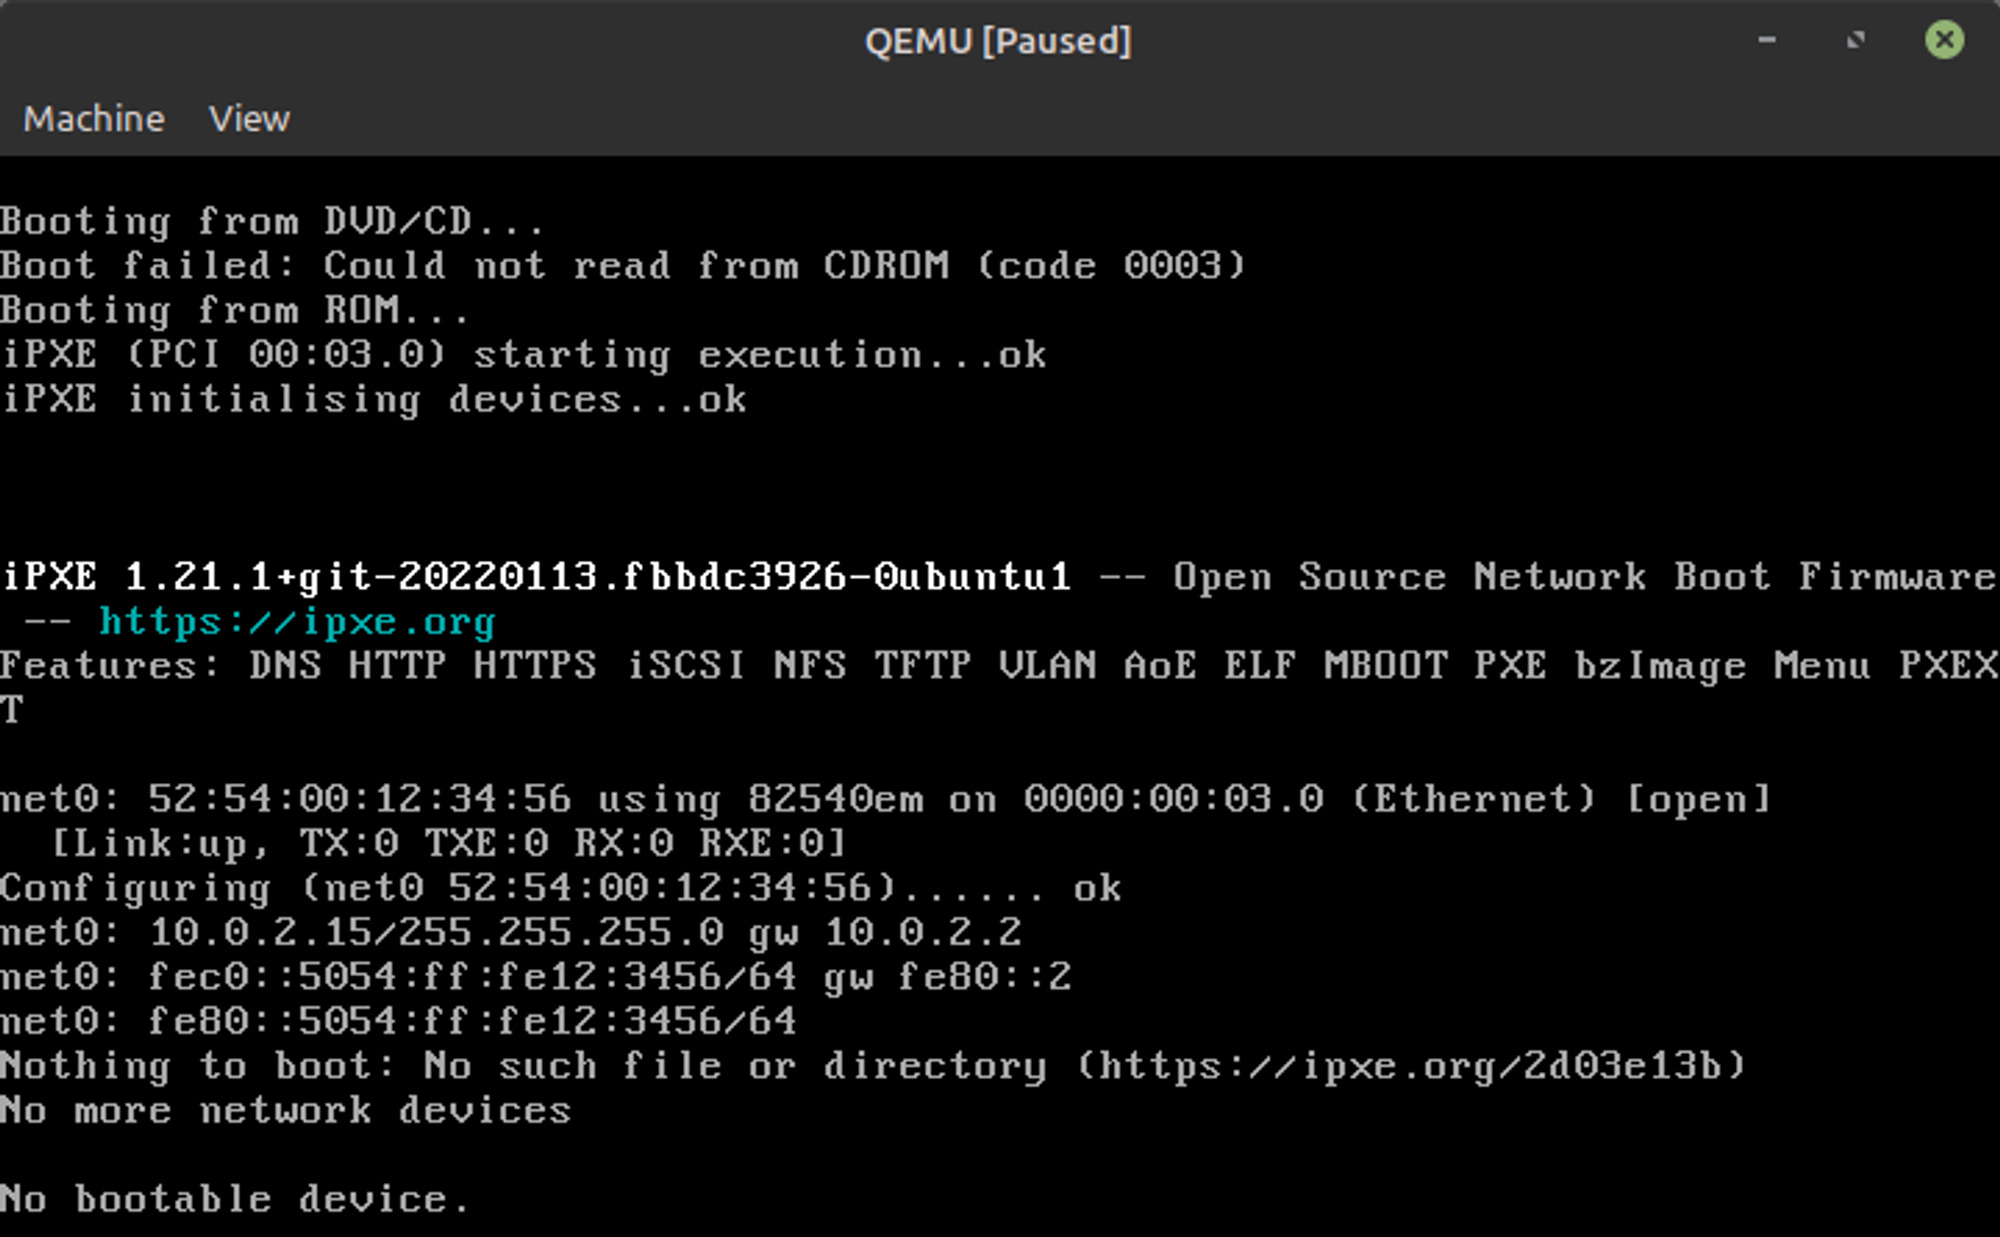 QEMU [Paused]
Machine View
Booting from DVD/CD...
Boot failed: Could not read from CDROM (code 0003)
Booting from ROM...
iPXE (PCI 00:03.0) starting execution...ok
iPXE initialising devices...ok
iPXE 1.21.1+git-20220113.fbbdc3926-0ubuntu1 -- Open Source Network Boot Firmware
-- https://ipxe.org
Features: DNS HTTP HTTPS iSCSI NFS TFTP VLAN AoE ELF MBOOT PXE bzImage Menu PXEX
T
net0: 52:54:00:12:34:56 using 82540em on 0000:00:03.0 (Ethernet) [open]
[Link:up, TX:0 TXE:0 RX:0 RXE:0]
Configuring (net0 52:54:00:12:34:56)...... ok
net0: 10.0.2.15/255.255.255.0 gw 10.0.2.2
net0: fec0::5054:ff:fe12:3456/64 gw fe80::2
net0: fe80::5054:ff:fe12:3456/64
Nothing to boot: No such file or directory (https://ipxe.org/2d03e13b)
No more network devices
No bootable device.